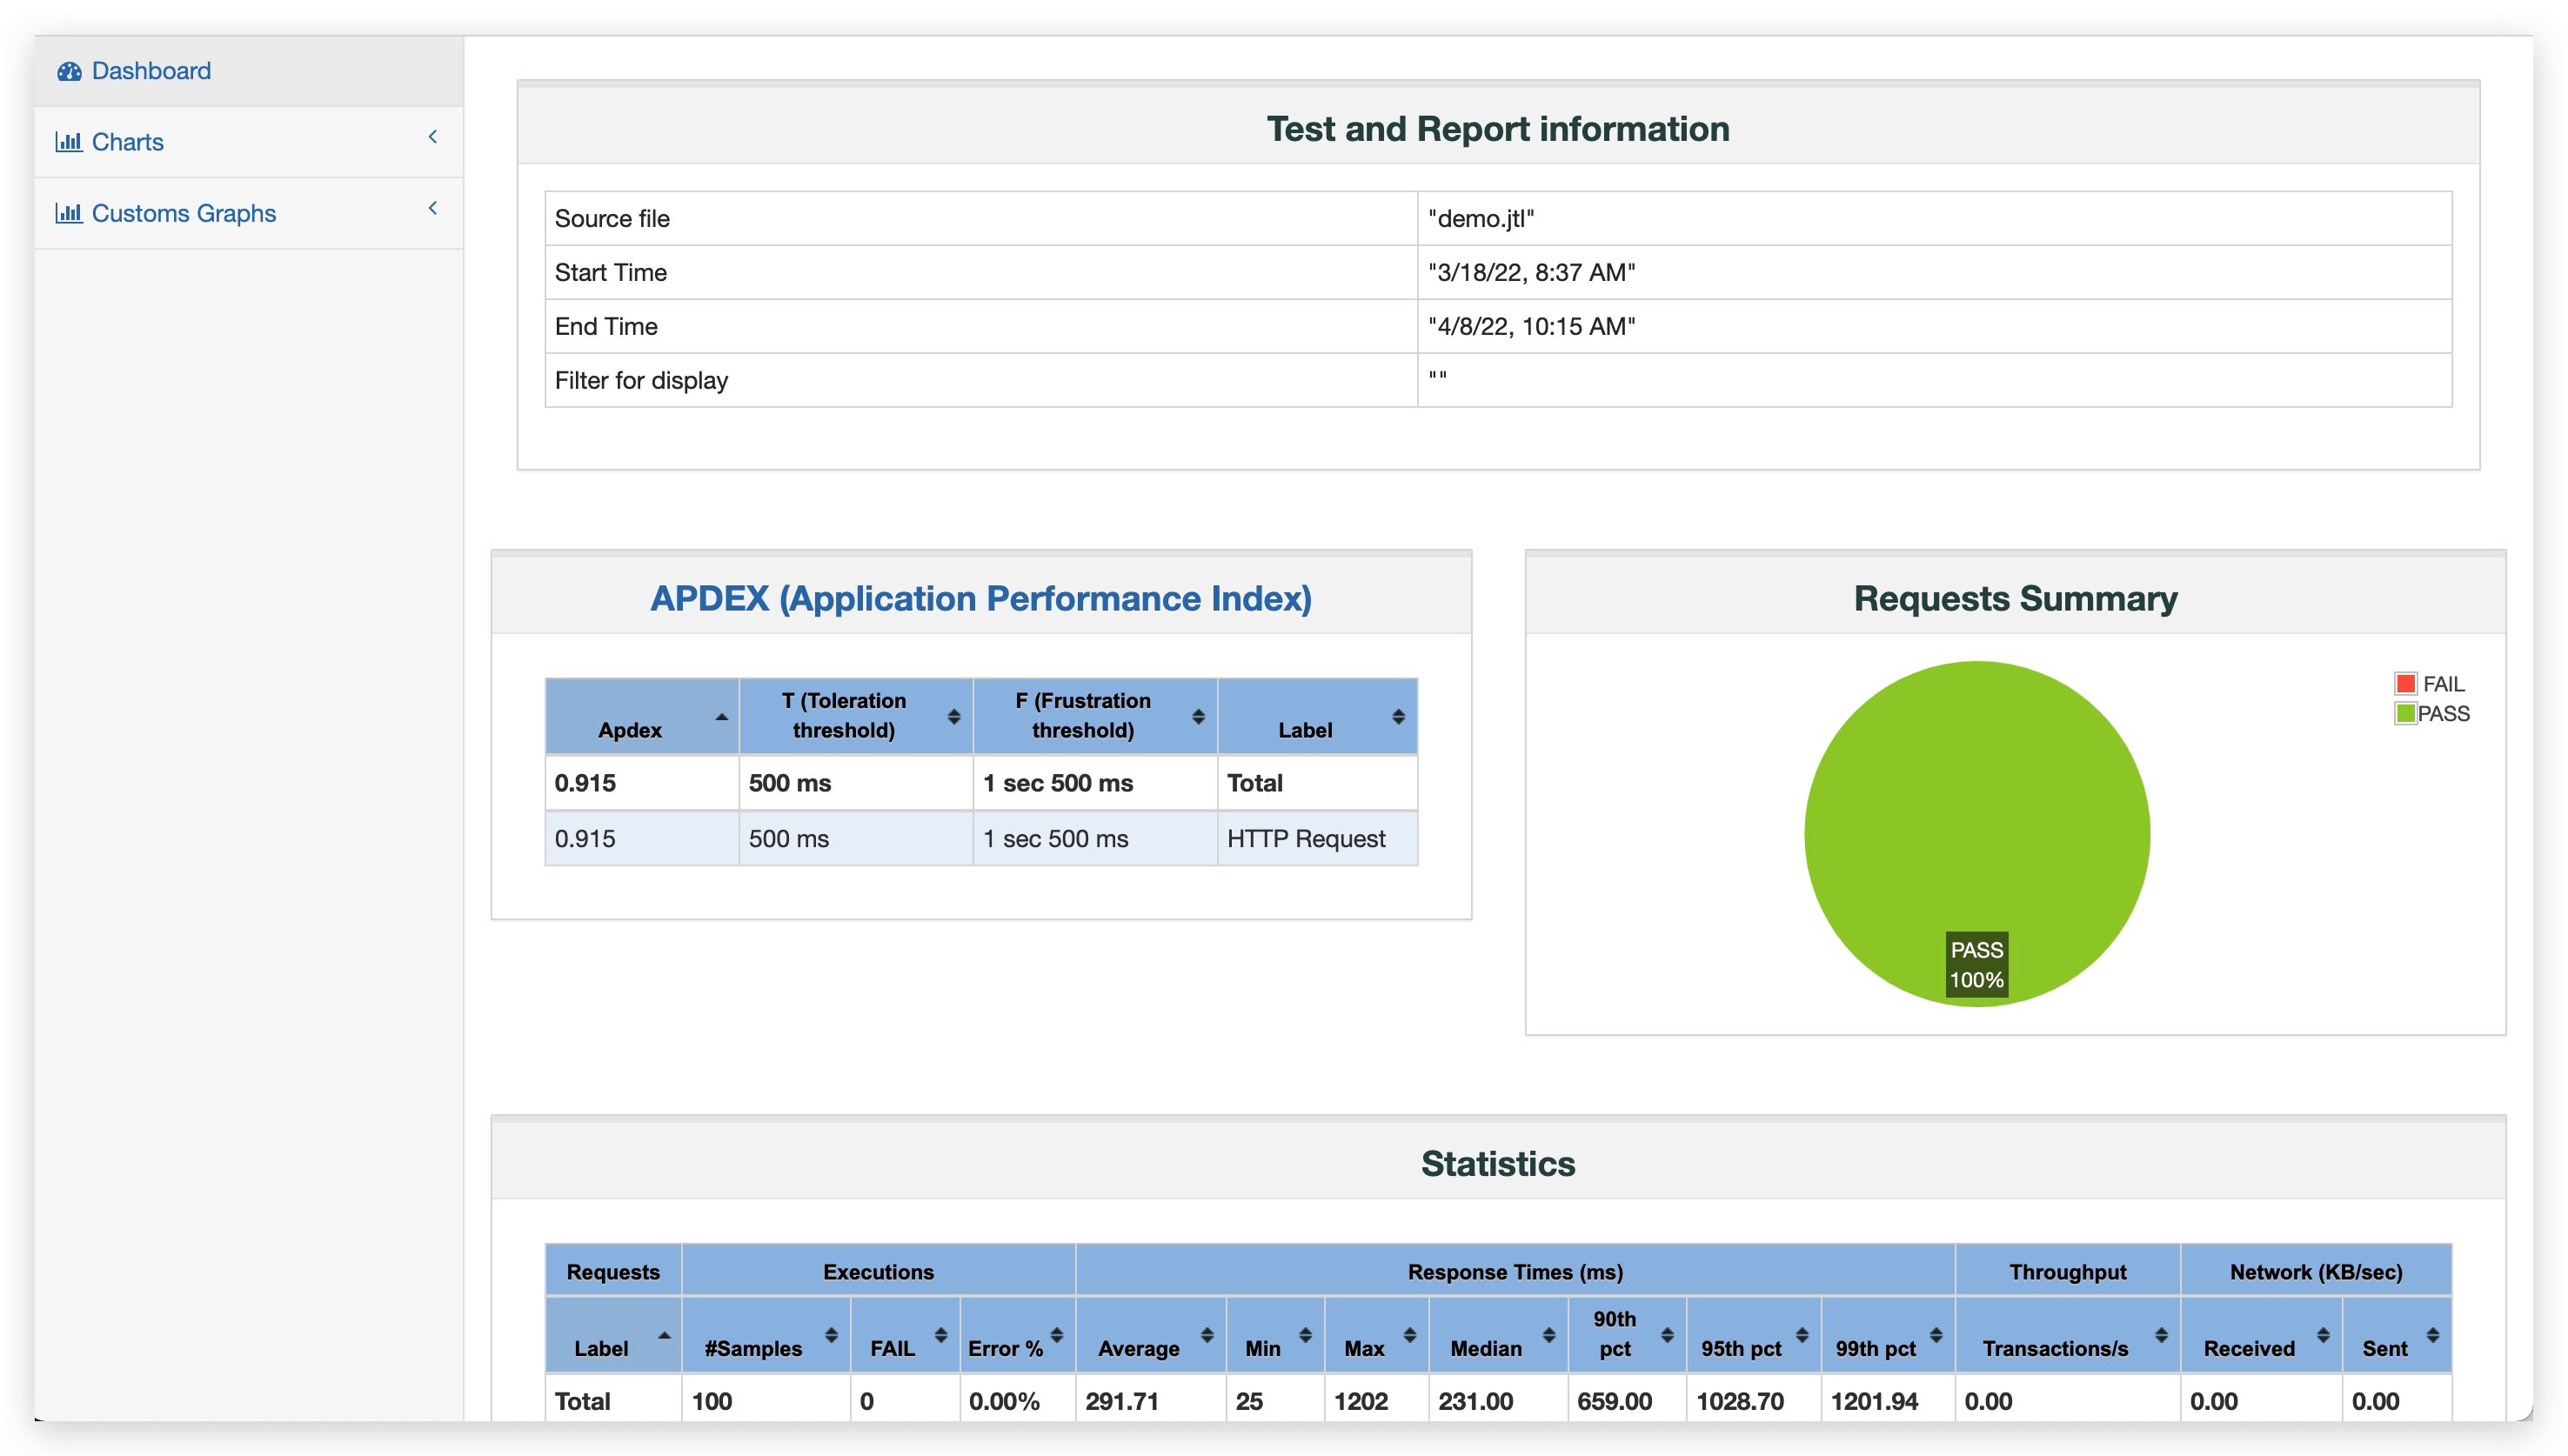 Dashboard
Charts
Customs Graphs
Test and Report information
Source file "demo.jtl"
Start Time "3/18/22, 8:37 AM"
End Time "4/8/22, 10:15 AM"
Filter for display ""
APDEX (Application Performance Index)
Apdex T (Toleration threshold) F (Frustration threshold) Label
0.915 500 ms 1 sec 500 ms Total
0.915 500 ms 1 sec 500 ms HTTP Request
Requests Summary
FAIL
PASS
PASS
100%
Statistics
Requests Executions Response Times (ms) Throughput Network (KB/sec)
Label #Samples FAIL Error % Average Min Max Median 90th pct 95th pct 99th pct Transactions/s Received Sent
Total 100 0 0.00% 291.71 25 1202 231.00 659.00 1028.70 1201.94 0.00 0.00 0.00